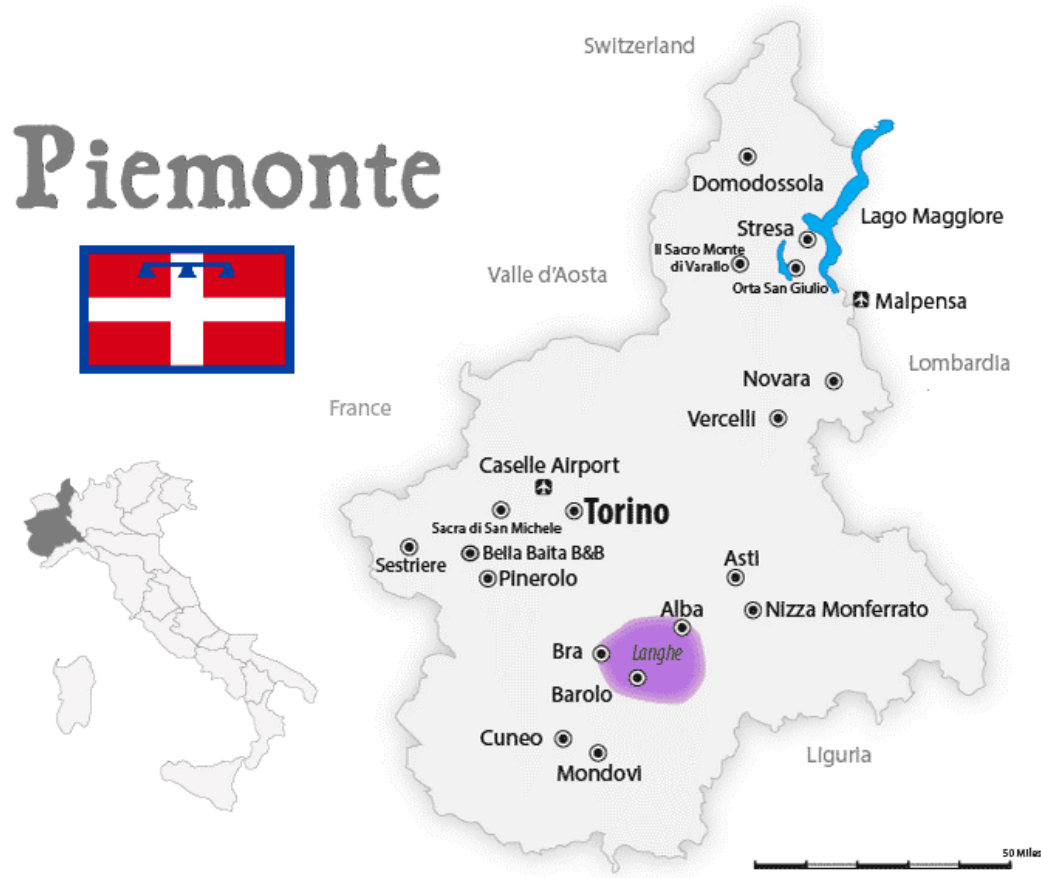 Switzerland
Piemonte
Domodossola
Lago Maggiore
Stresa
Il Sacro Monte
di Varallo
Valle d'Aosta
Orta San Giulio
Malpensa
Lombardia
Novara
France
Vercelli
Caselle Airport
Torino
Sacra di San Michele
Bella Baita B&B
Sestriere
Asti
Pinerolo
Alba
Nizza Monferrato
Bra
Langhe
Barolo
Cuneo
Liguria
Mondovi
50 Miles